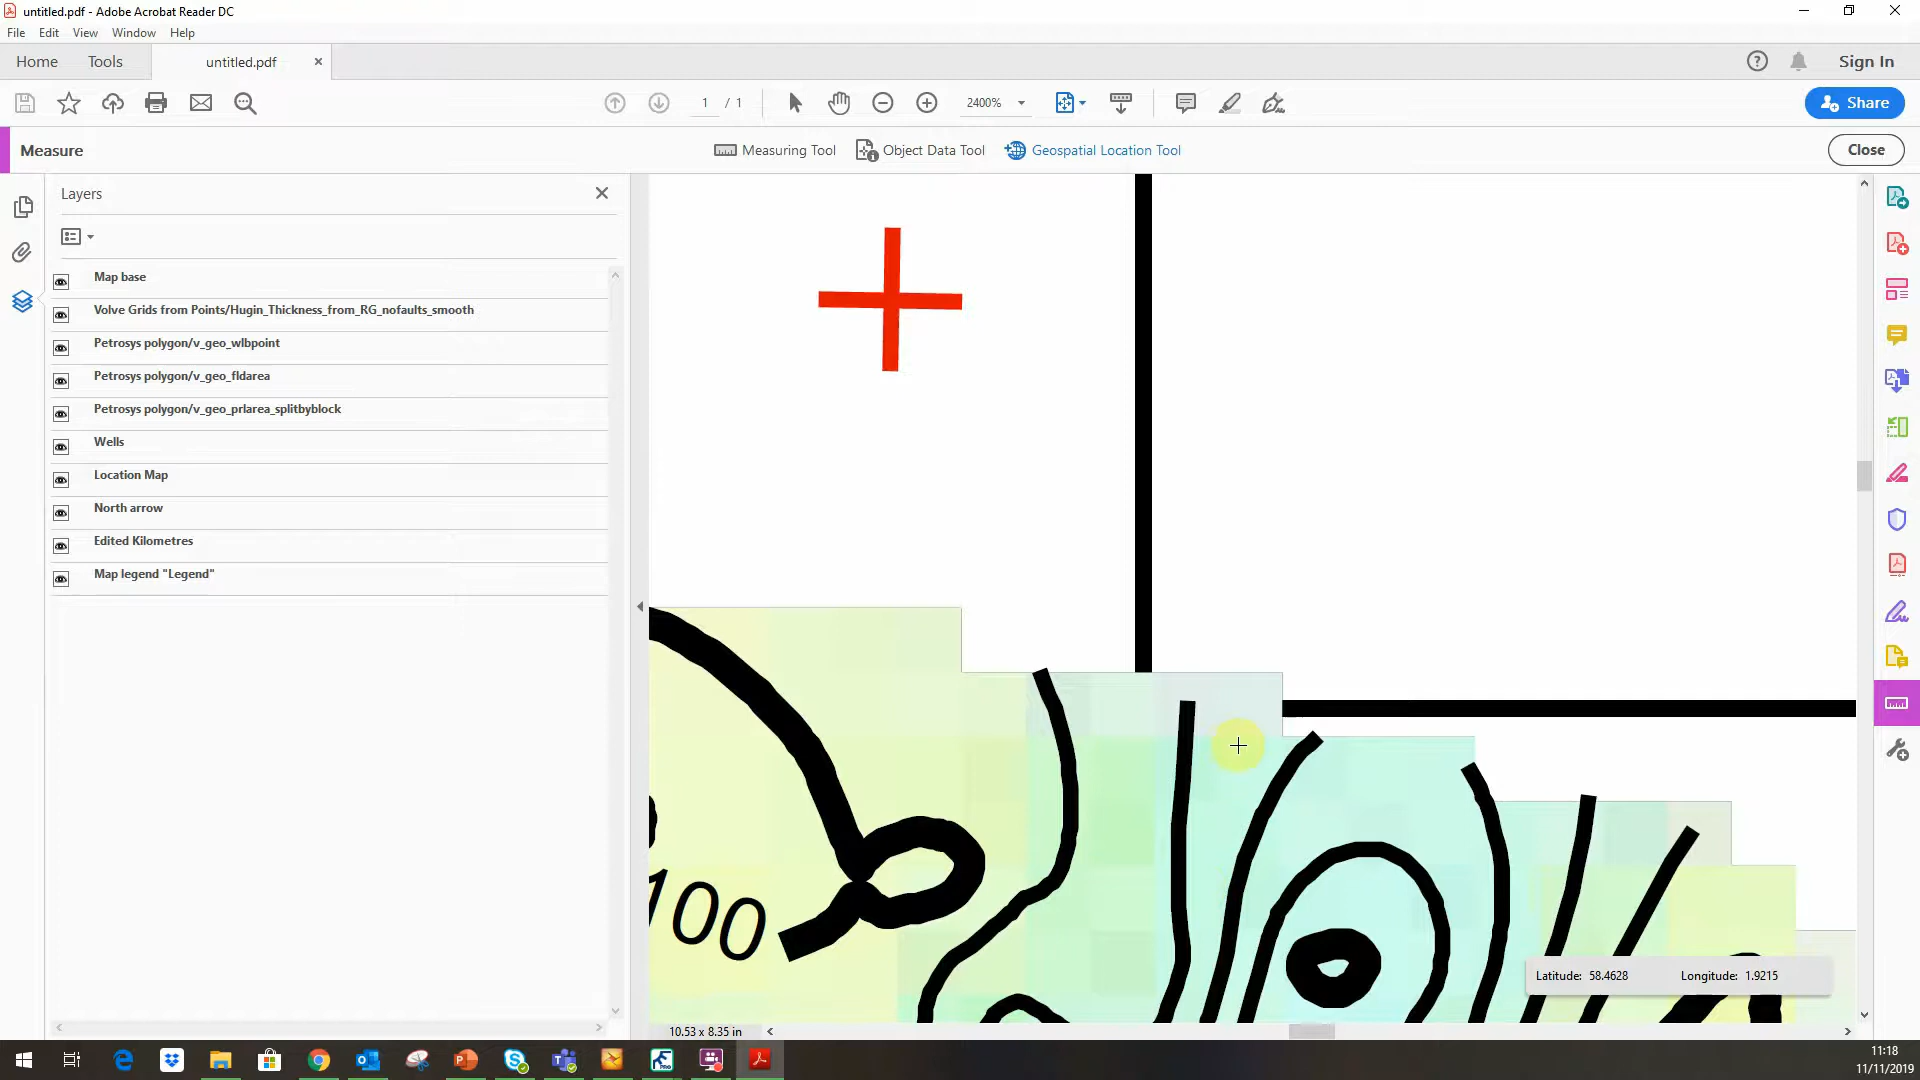 untitled.pdf - Adobe Acrobat Reader DC
File Edit View Window Help
Home Tools untitled.pdf Sign In
1 / 1 2400% Share
Measure Measuring Tool Object Data Tool Geospatial Location Tool Close
Layers
Map base
Volve Grids from Points/Hugin_Thickness_from_RG_nofaults_smooth
Petrosys polygon/v_geo_wlbpoint
Petrosys polygon/v_geo_fldarea
Petrosys polygon/v_geo_prlarea_splitbyblock
Wells
Location Map
North arrow
Edited Kilometres
Map legend "Legend"
100
Latitude: 58.4628 Longitude: 1.9215
10.53 x 8.35 in
11:18
11/11/2019